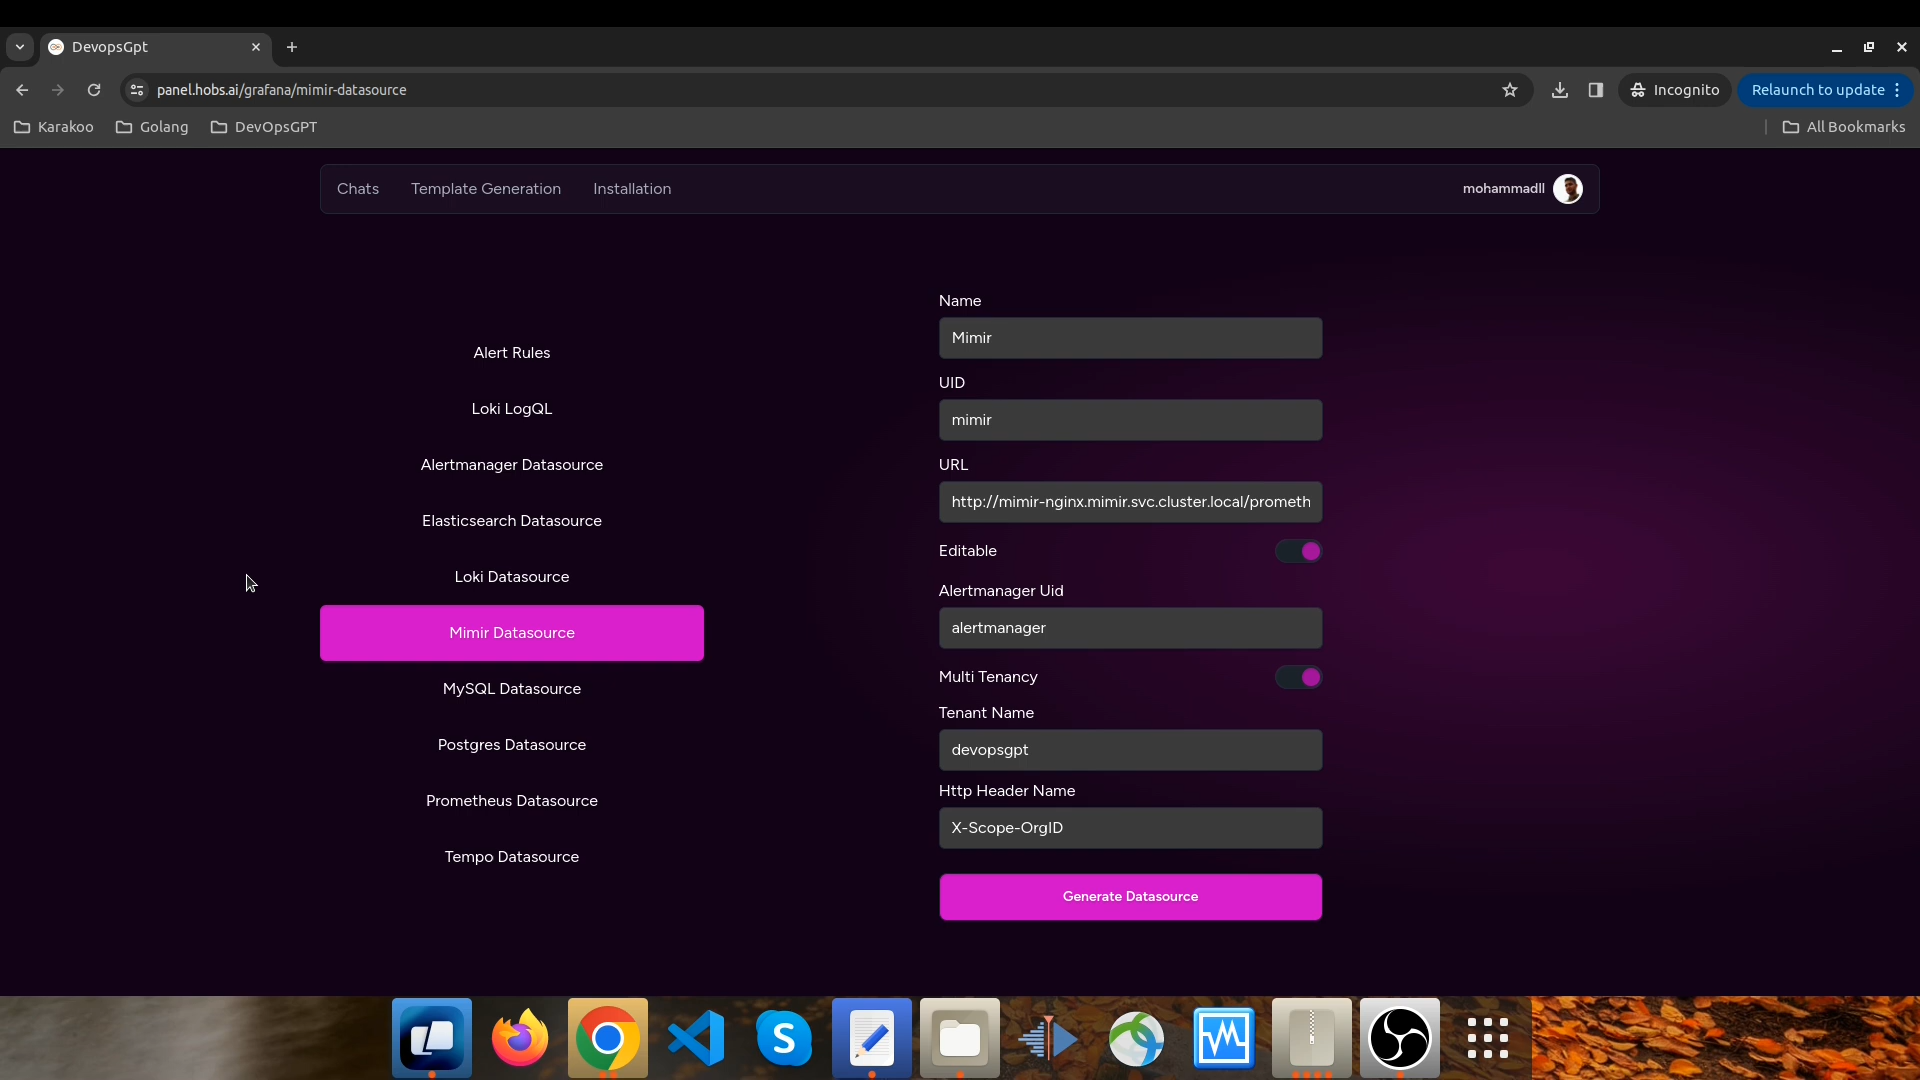 DevopsGpt
panel.hobs.ai/grafana/mimir-datasource
Incognito
Relaunch to update
Karakoo
Golang
DevOpsGPT
All Bookmarks
Chats
Template Generation
Installation
mohammadll
Alert Rules
Loki LogQL
Alertmanager Datasource
Elasticsearch Datasource
Loki Datasource
Mimir Datasource
MySQL Datasource
Postgres Datasource
Prometheus Datasource
Tempo Datasource
Name
Mimir
UID
mimir
URL
http://mimir-nginx.mimir.svc.cluster.local/prometh
Editable
Alertmanager Uid
alertmanager
Multi Tenancy
Tenant Name
devopsgpt
Http Header Name
X-Scope-OrgID
Generate Datasource